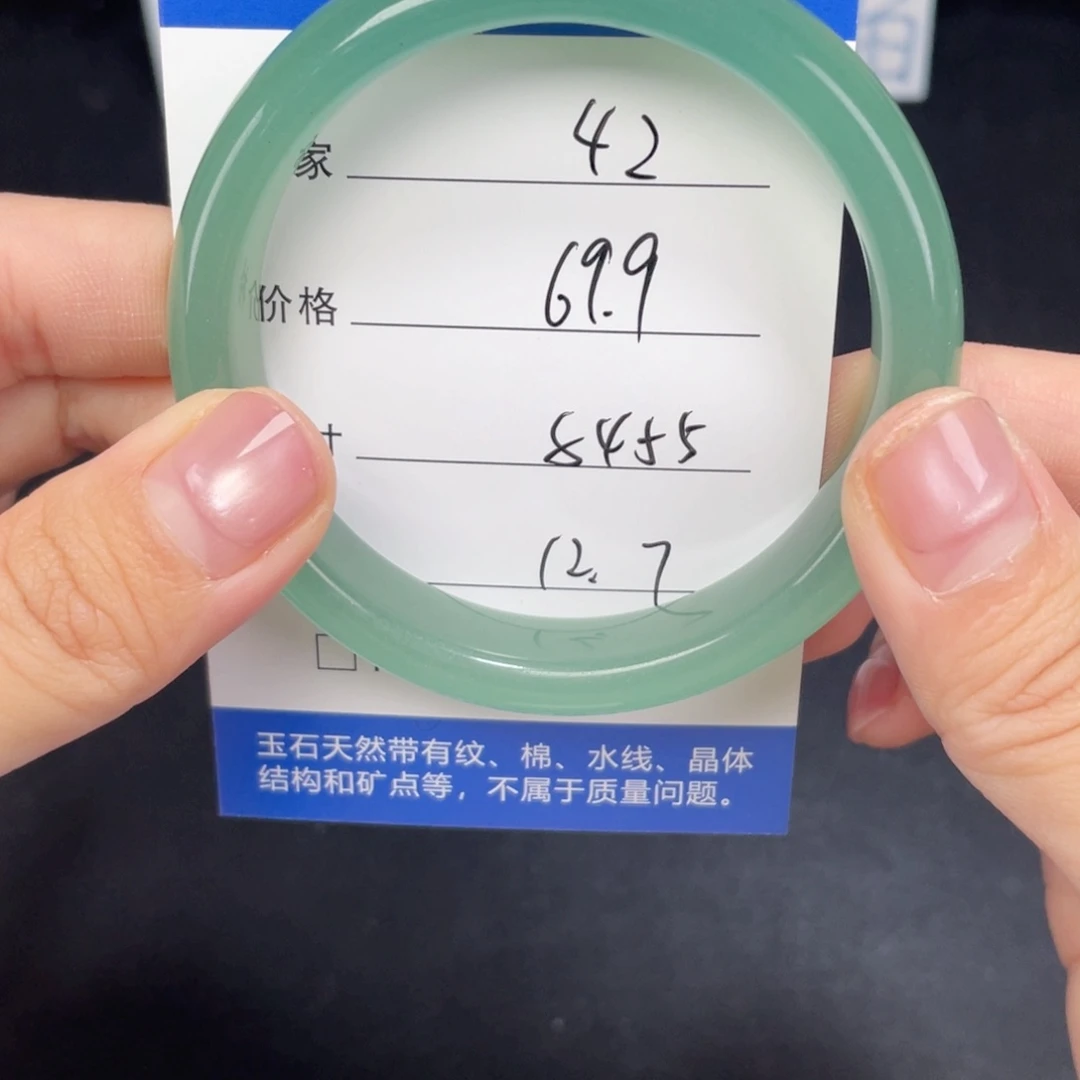 家 42
价格 69.9
8455
12.7
玉石天然带有纹、棉、水线、晶体
结构和矿点等，不属于质量问题。